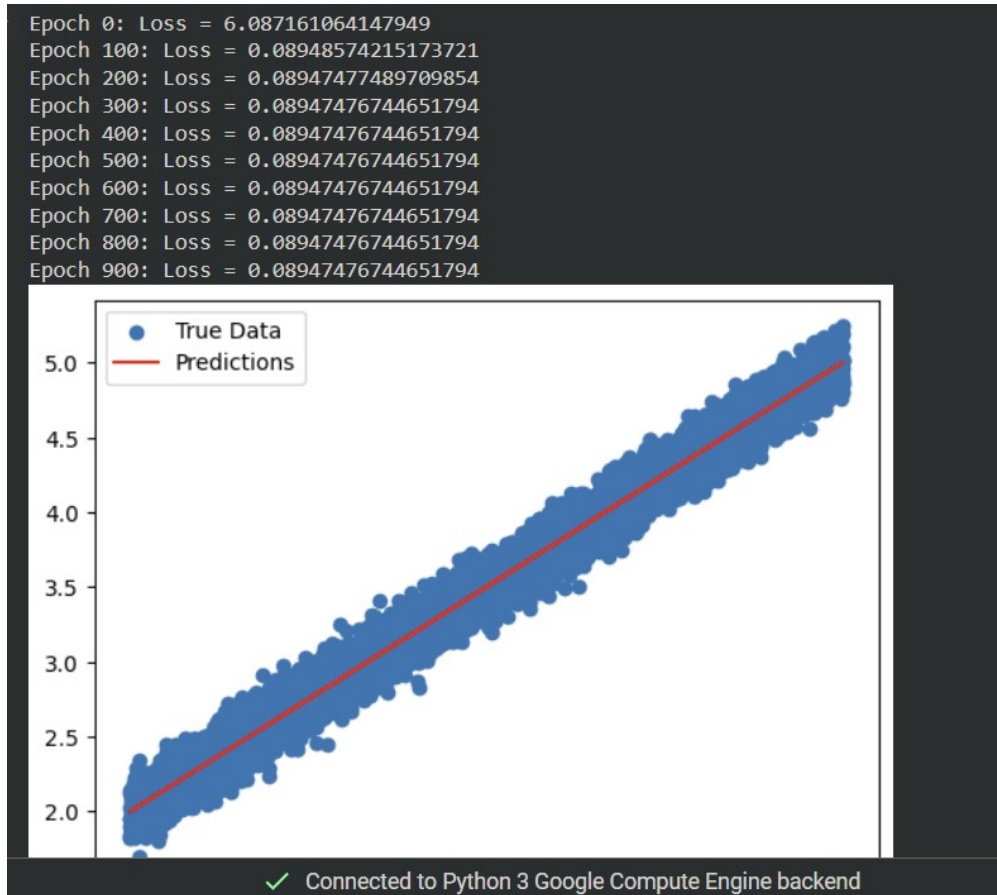 Epoch 0: Loss = 6.087161064147949
Epoch 100: Loss = 0.08948574215173721
Epoch 200: Loss = 0.08947477489709854
Epoch 300: Loss = 0.08947476744651794
Epoch 400: Loss = 0.08947476744651794
Epoch 500: Loss = 0.08947476744651794
Epoch 600: Loss = 0.08947476744651794
Epoch 700: Loss = 0.08947476744651794
Epoch 800: Loss = 0.08947476744651794
Epoch 900: Loss = 0.08947476744651794
True Data
Predictions
5.0
4.5
4.0
3.5
3.0
2.5
2.0
Connected to Python 3 Google Compute Engine backend